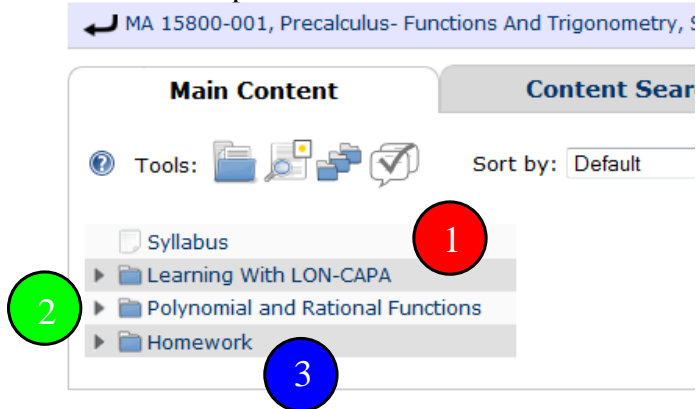 MA 15800-001, Precalculus- Functions And Trigonometry,
Main Content
Content Sear
Tools:
Sort by: Default
Syllabus
1
Learning With LON-CAPA
2
Polynomial and Rational Functions
Homework
3